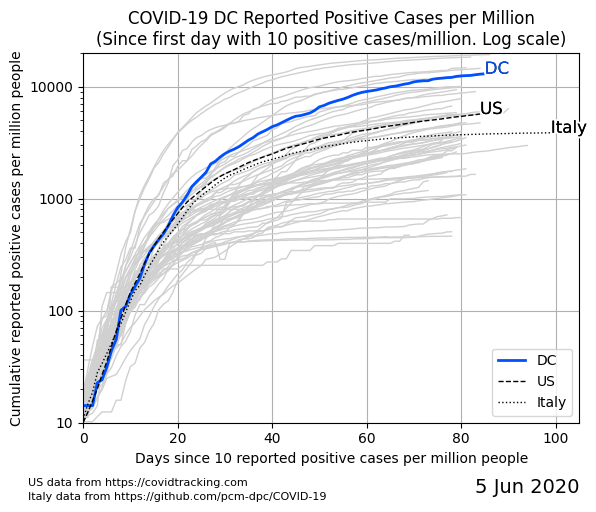 COVID-19 DC Reported Positive Cases per Million
(Since first day with 10 positive cases/million. Log scale)
Cumulative reported positive cases per million people
10000
1000
100
10
DC
US
Italy
DC
US
Italy
0
20
40
60
80
100
Days since 10 reported positive cases per million people
US data from https://covidtracking.com
Italy data from https://github.com/pcm-dpc/COVID-19
5 Jun 2020